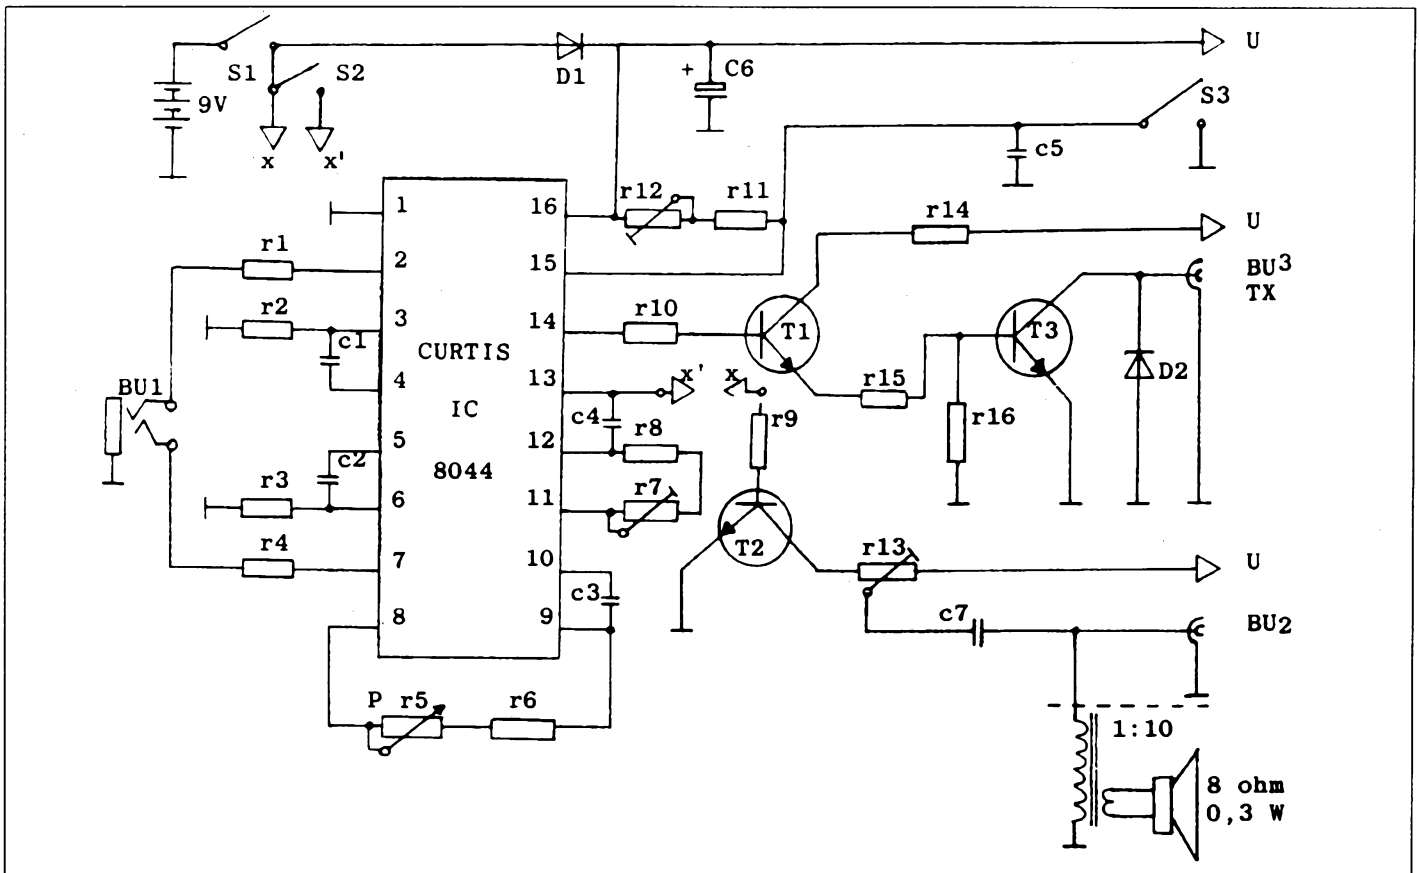 U
S1
S2
D1
+
C6
S3
9V
c5
x
x'
r12
r11
1
16
r14
U
r1
2
15
BU3
TX
r2
r10
3
14
c1
T1
T3
CURTIS
4
13
x'
x
r15
D2
BU1
IC
c4
r8
r9
r16
5
12
c2
8044
r3
r7
6
11
T2
r13
r4
7
10
U
c3
8
9
c7
BU2
P
r5
r6
1:10
8 ohm
0,3 W